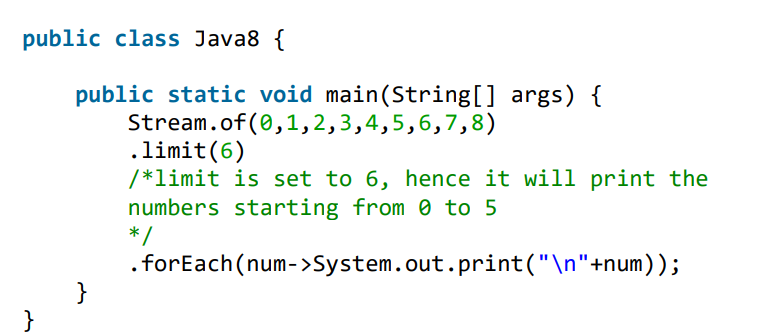 public class Java8 {
public static void main(String[] args) {
Stream.of(0,1,2,3,4,5,6,7,8)
.limit(6)
/*limit is set to 6, hence it will print the
numbers starting from 0 to 5
*/
.forEach(num->System.out.print("\n"+num));
}
}